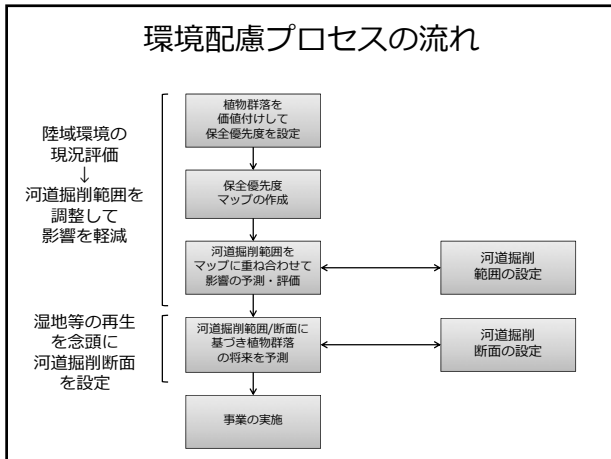 環境配慮プロセスの流れ
陸域環境の
現況評価
↓
河道掘削範囲を
調整して
影響を軽減
湿地等の再生
を念頭に
河道掘削断面
を設定
植物群落を
価値付けして
保全優先度を設定
保全優先度
マップの作成
河道掘削範囲を
マップに重ね合わせて
影響の予測・評価
河道掘削
範囲の設定
河道掘削範囲/断面に
基づき植物群落
の将来を予測
河道掘削
断面の設定
事業の実施